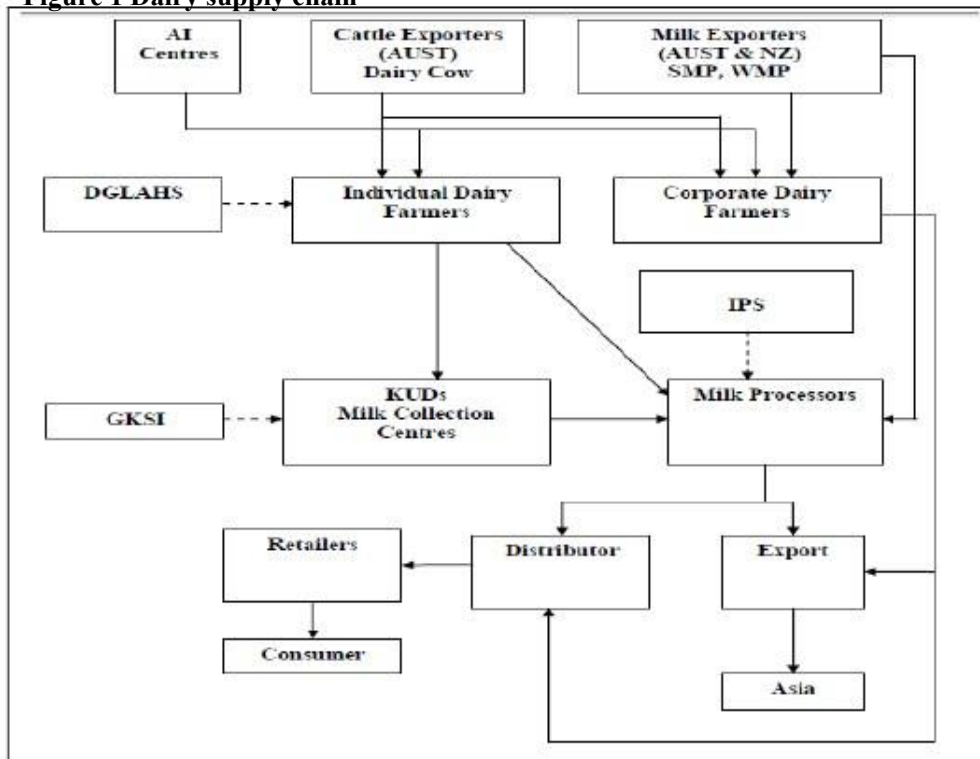 Figure 1 Dairy supply chain
AI
Centres
Cattle Exporters
(AUST)
Dairy Cow
Milk Exporters
(AUST & NZ)
SMP, WMP
DGLAHS
Individual Dairy
Farmers
Corporate Dairy
Farmers
IPS
GKSI
KUDs
Milk Collection
Centres
Milk Processors
Retailers
Distributor
Export
Consumer
Asia